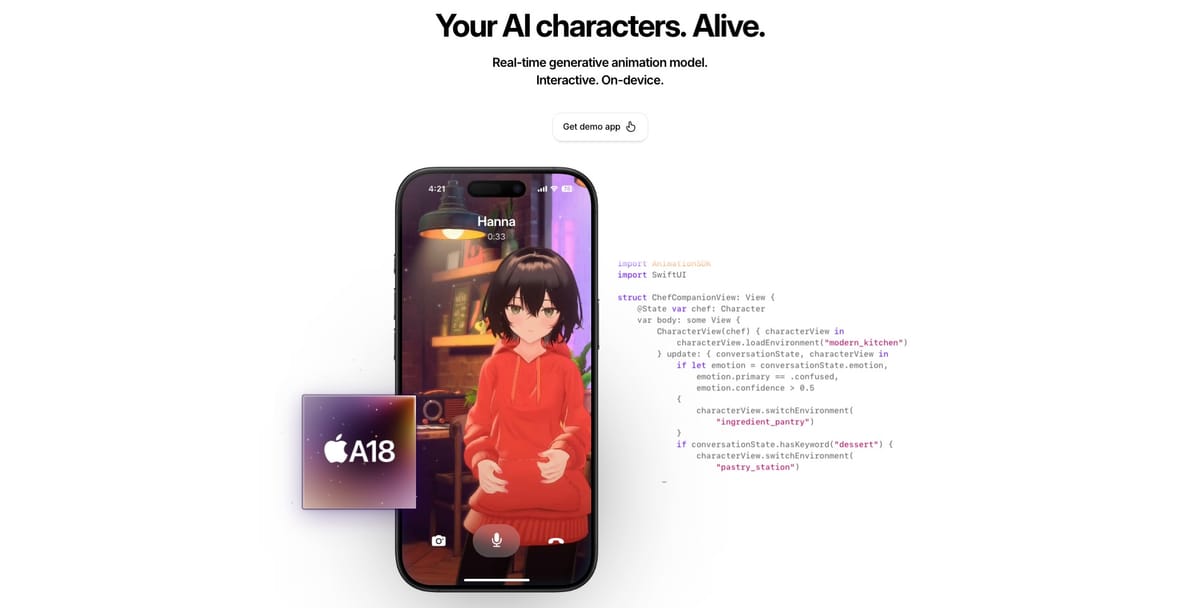 Your AI characters. Alive.
Real-time generative animation model.
Interactive. On-device.
Get demo app
4:21
Hanna
0:33
A18
import AnimationSDK
import SwiftUI
struct ChefCompanionView: View {
@State var chef: Character
var body: some View {
CharacterView(chef) { characterView in
characterView.loadEnvironment("modern_kitchen")
} update: { conversationState, characterView in
if let emotion = conversationState.emotion,
emotion.primary == .confused,
emotion.confidence > 0.5
{
characterView.switchEnvironment(
"ingredient_pantry")
}
if conversationState.hasKeyword("dessert") {
characterView.switchEnvironment(
"pastry_station")
_